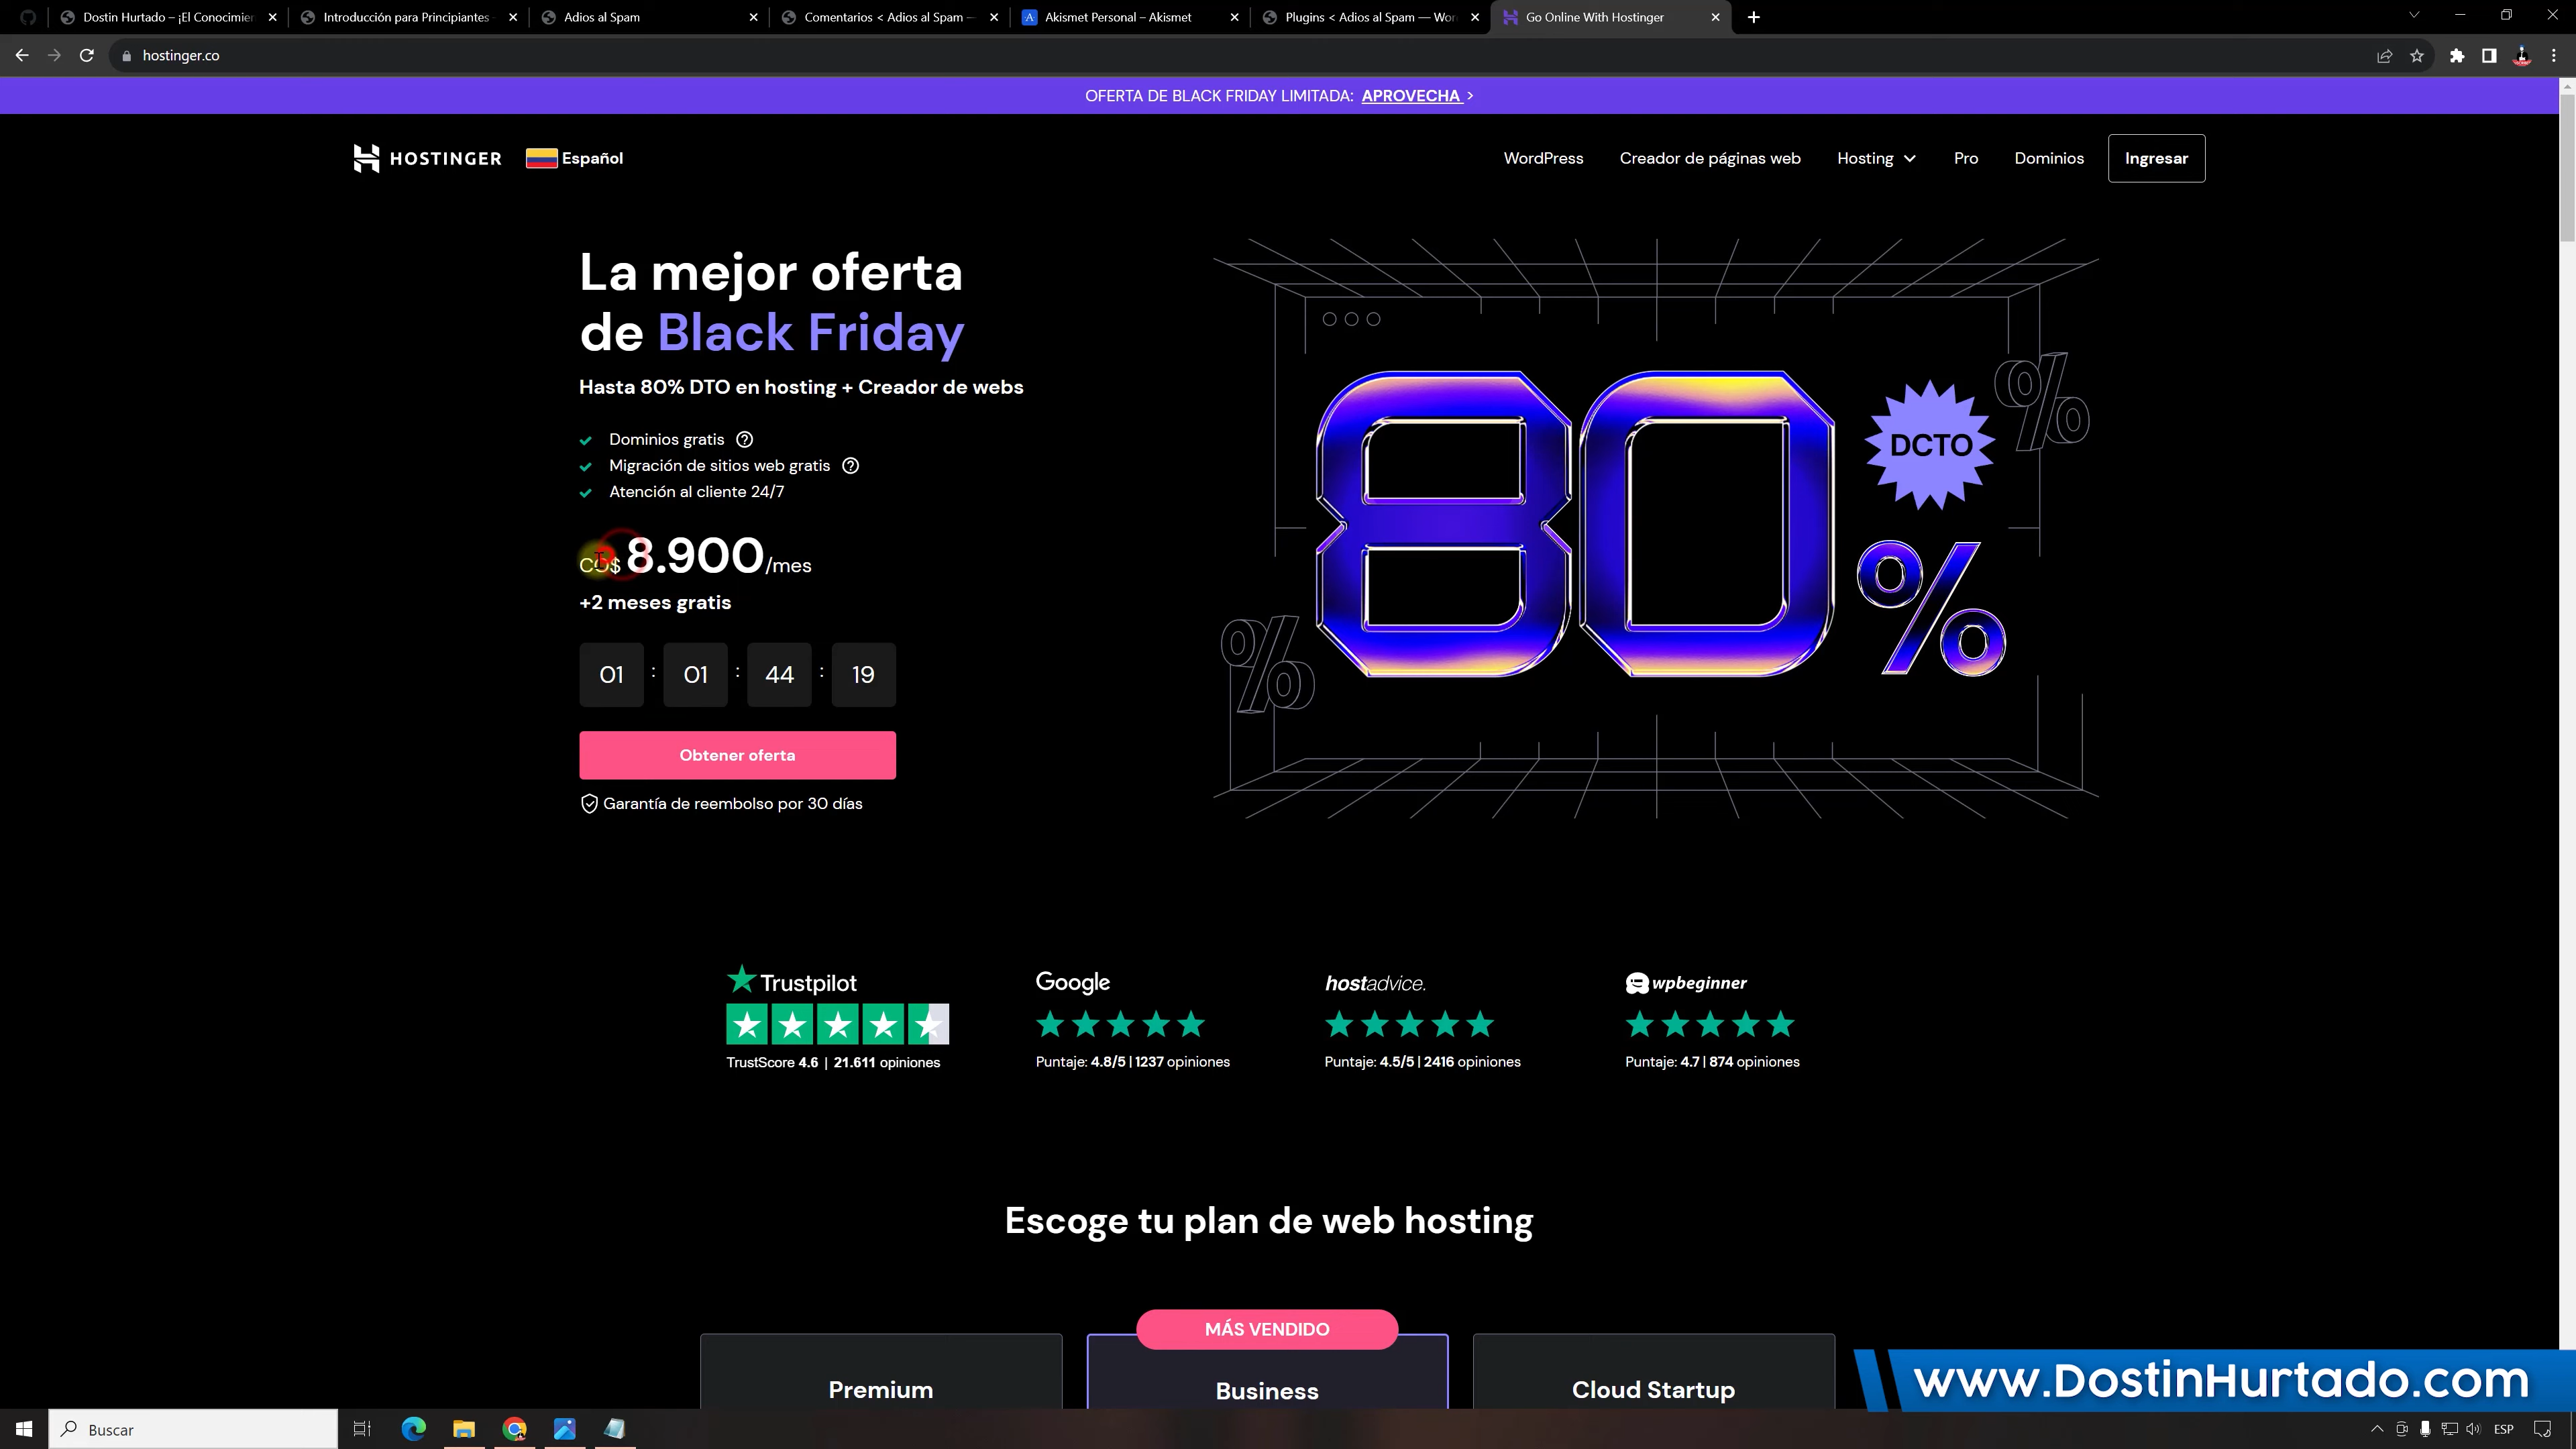 Dostin Hurtado – ¡El Conocimier
Introducción para Principiantes
Adios al Spam
Comentarios < Adios al Spam —
Akismet Personal – Akismet
Plugins < Adios al Spam — Wor
Go Online With Hostinger
hostinger.co
OFERTA DE BLACK FRIDAY LIMITADA: APROVECHA >
HOSTINGER
Español
WordPress
Creador de páginas web
Hosting
Pro
Dominios
Ingresar
La mejor oferta
de Black Friday
Hasta 80% DTO en hosting + Creador de webs
Dominios gratis
Migración de sitios web gratis
Atención al cliente 24/7
CO$ 8.900/mes
+2 meses gratis
01 : 01 : 44 : 19
Obtener oferta
Garantía de reembolso por 30 días
80%
DCTO
Trustpilot
TrustScore 4.6 | 21.611 opiniones
Google
Puntaje: 4.8/5 | 1237 opiniones
hostadvice.
Puntaje: 4.5/5 | 2416 opiniones
wpbeginner
Puntaje: 4.7 | 874 opiniones
Escoge tu plan de web hosting
Premium
MÁS VENDIDO
Business
Cloud Startup
www.DostinHurtado.com
Buscar
ESP